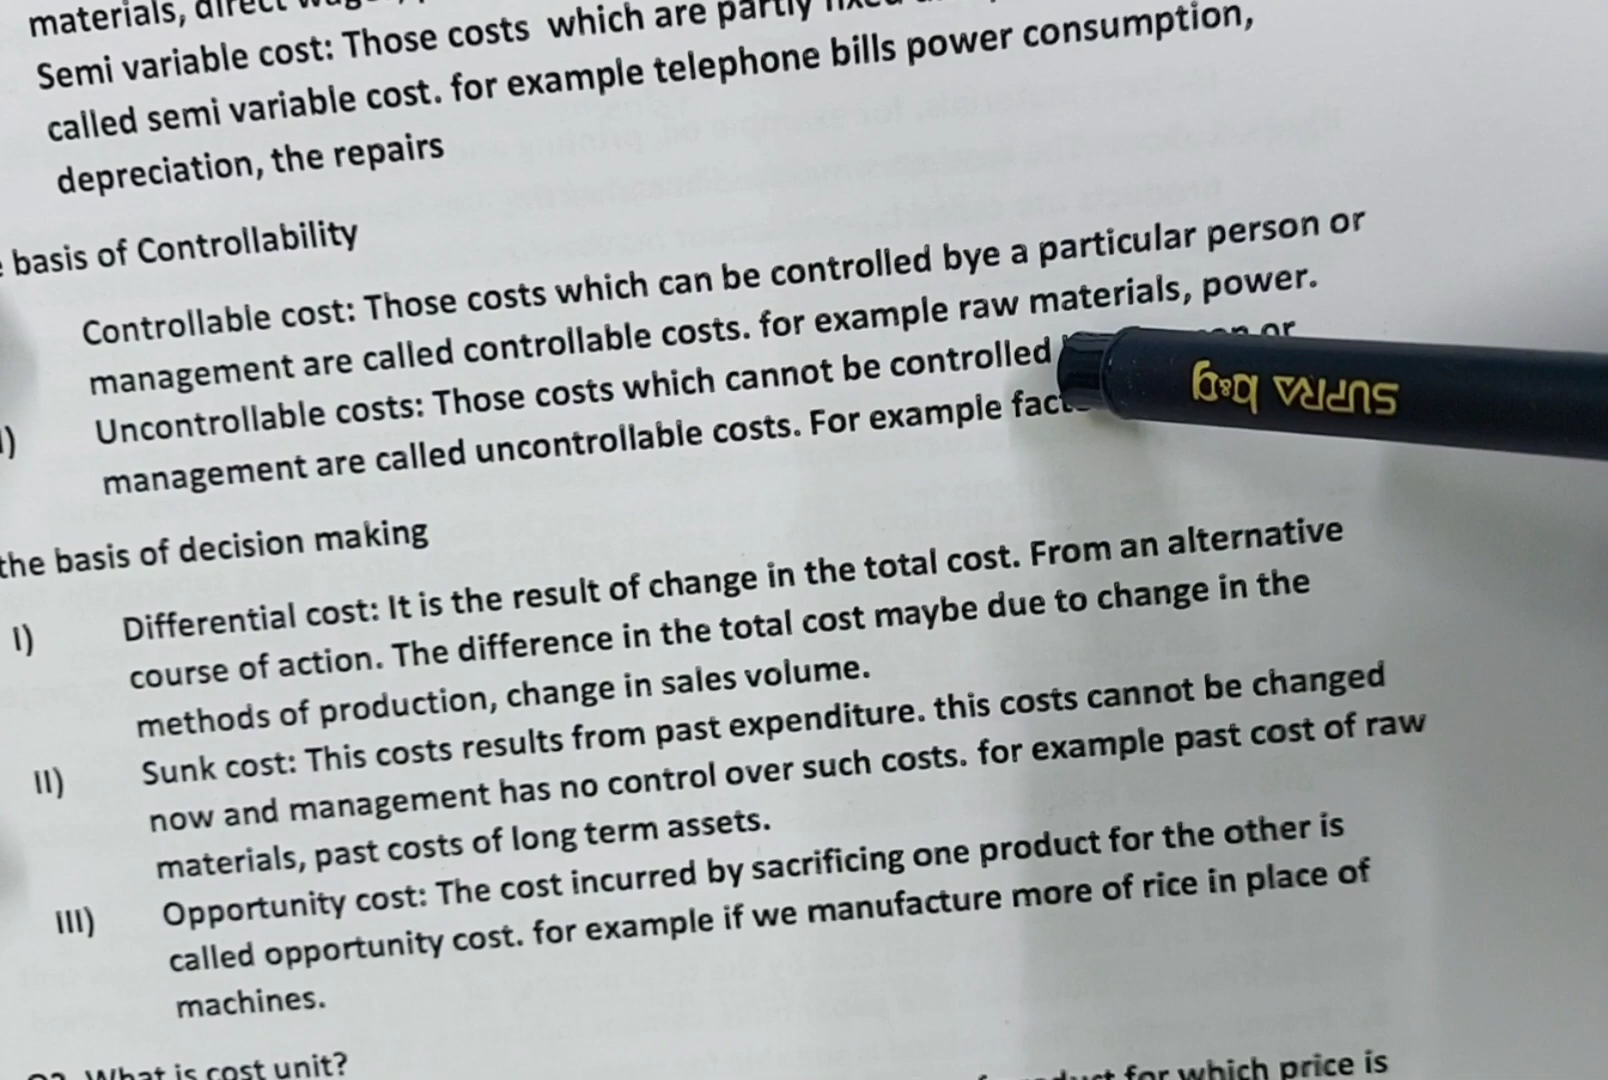 materials, direct
Semi variable cost: Those costs which are partly
called semi variable cost. for example telephone bills power consumption,
depreciation, the repairs
basis of Controllability
Controllable cost: Those costs which can be controlled bye a particular person or
management are called controllable costs. for example raw materials, power.
Uncontrollable costs: Those costs which cannot be controlled or
management are called uncontrollable costs. For example
SUPRA b&g
the basis of decision making
I) Differential cost: It is the result of change in the total cost. From an alternative
course of action. The difference in the total cost maybe due to change in the
methods of production, change in sales volume.
II) Sunk cost: This costs results from past expenditure. this costs cannot be changed
now and management has no control over such costs. for example past cost of raw
materials, past costs of long term assets.
III) Opportunity cost: The cost incurred by sacrificing one product for the other is
called opportunity cost. for example if we manufacture more of rice in place of
machines.
What is cost unit?
for which price is